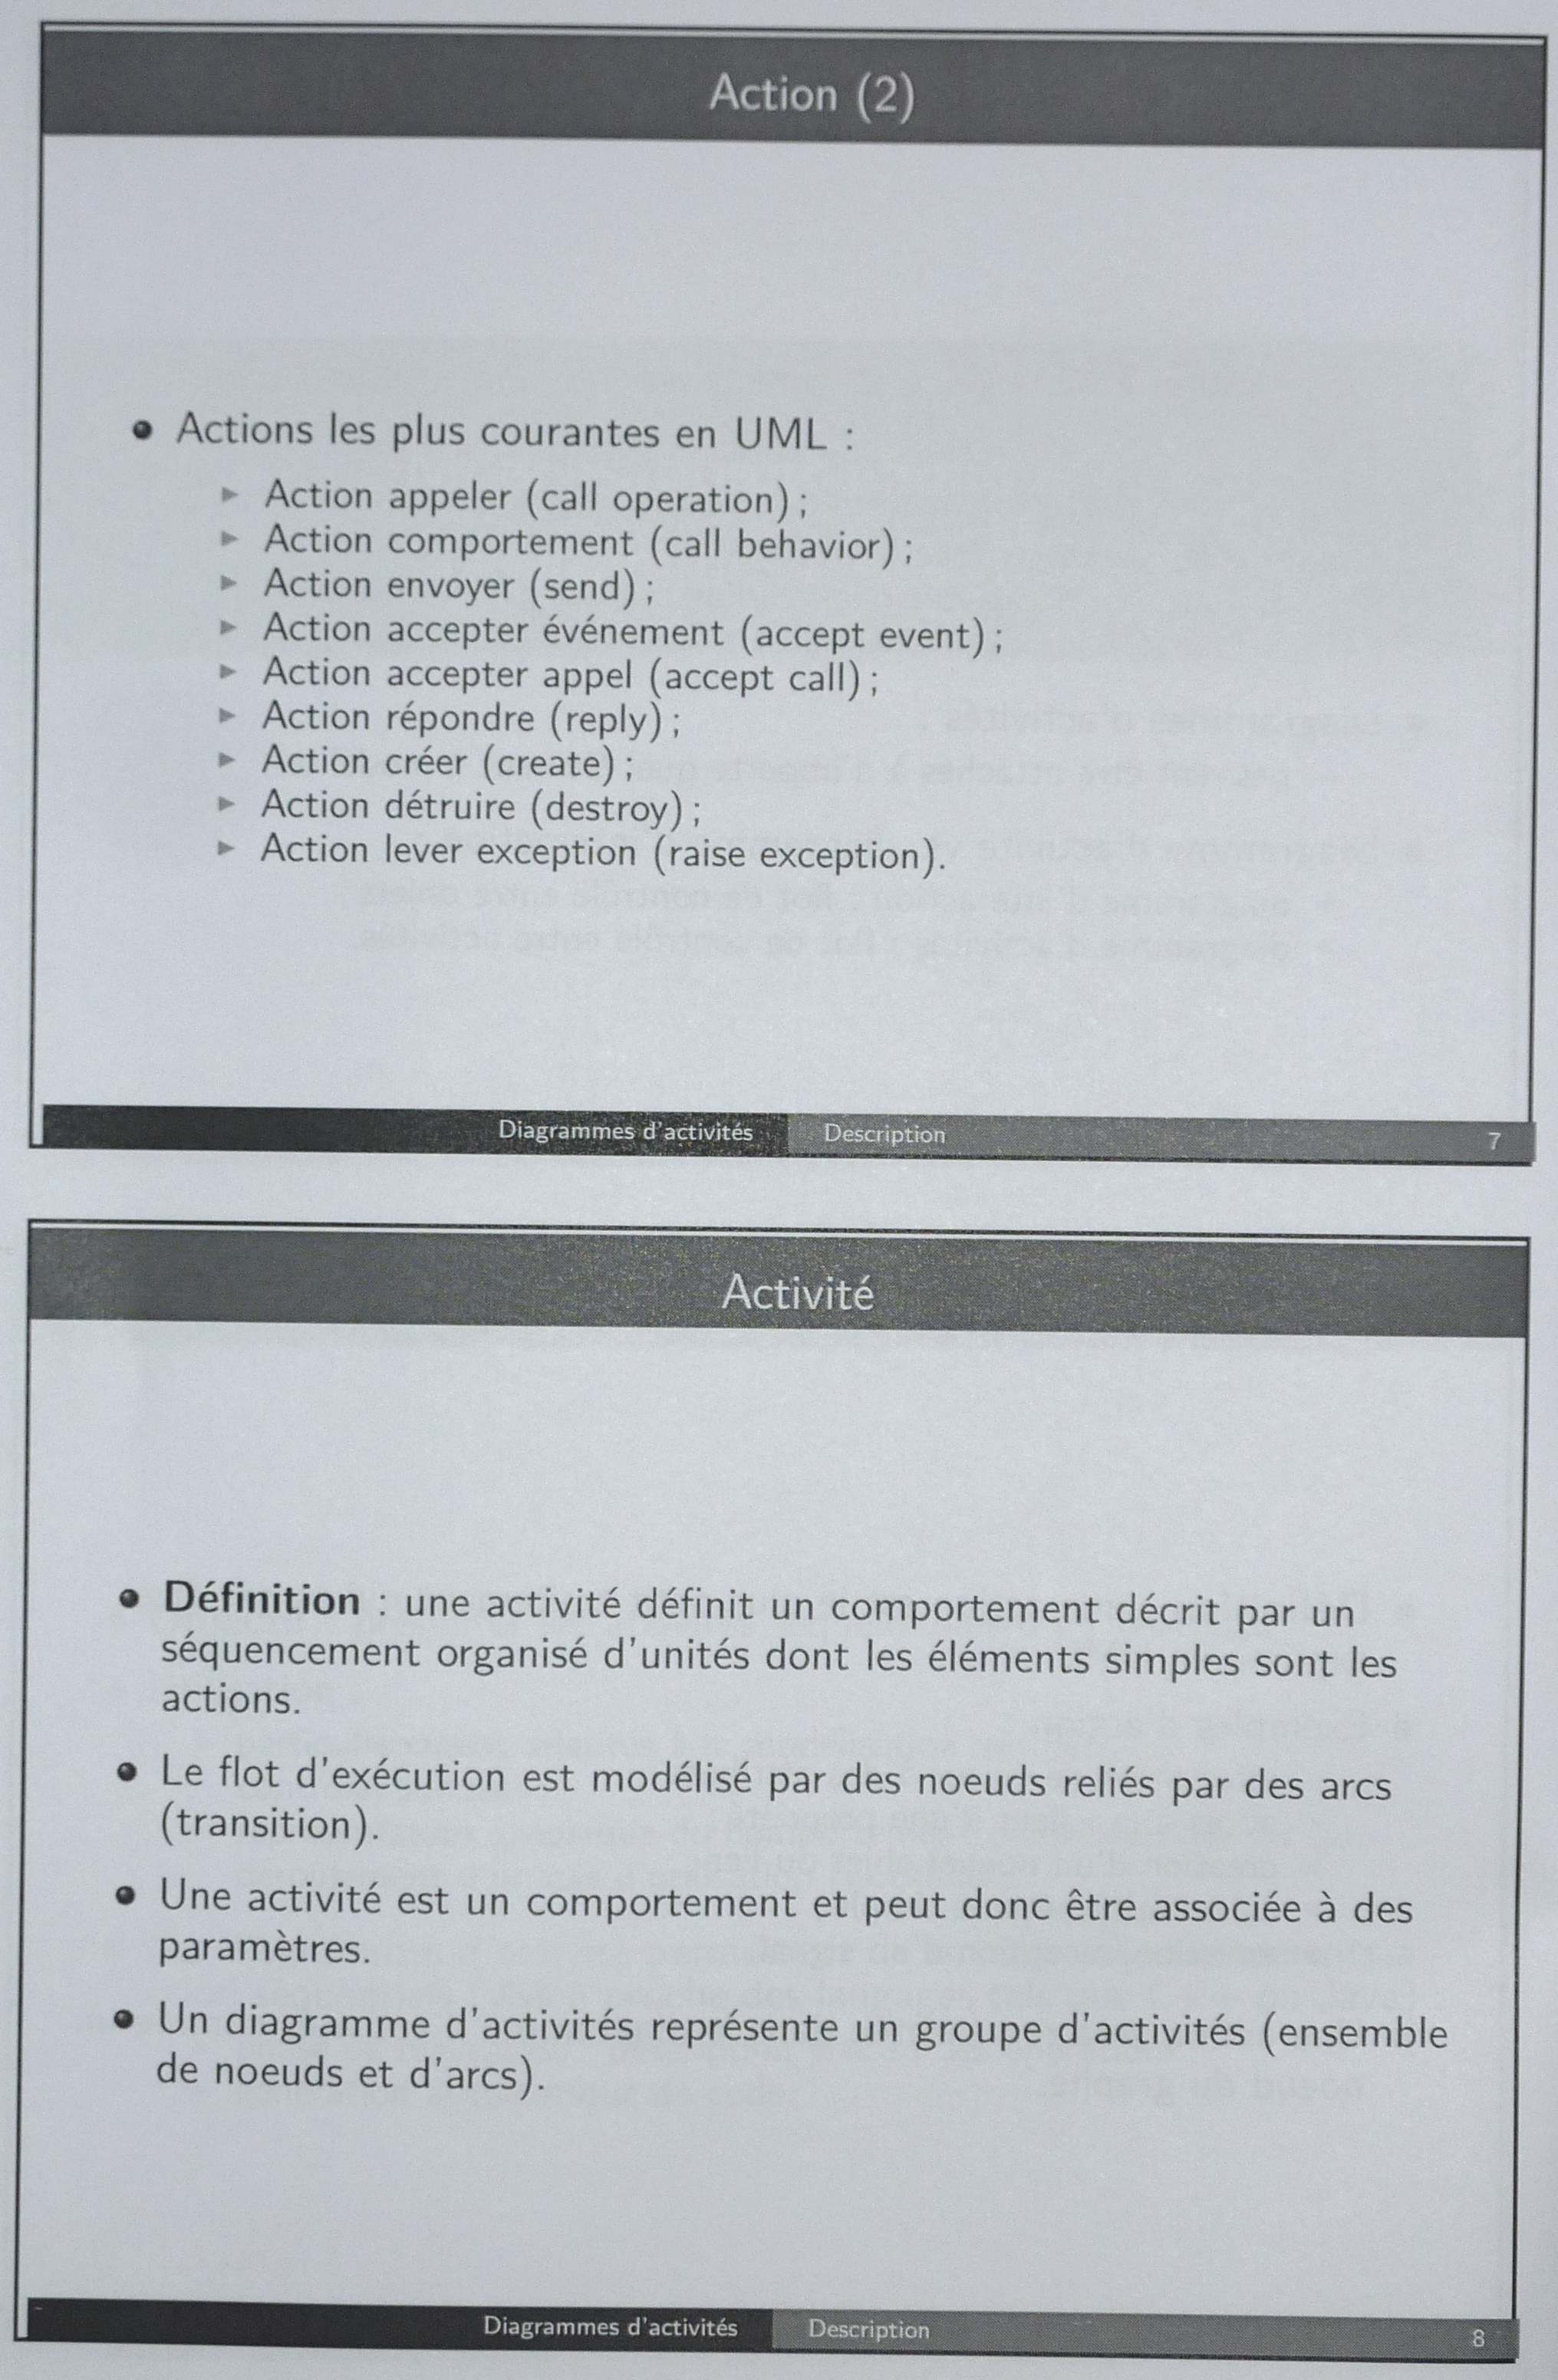 Action (2)
Actions les plus courantes en UML :
Action appeler (call operation) ;
Action comportement (call behavior) ;
Action envoyer (send) ;
Action accepter événement (accept event) ;
Action accepter appel (accept call) ;
Action répondre (reply) ;
Action créer (create) ;
Action détruire (destroy) ;
Action lever exception (raise exception).
Diagrammes d'activités Description 7
Activité
Définition : une activité définit un comportement décrit par un
séquencement organisé d'unités dont les éléments simples sont les
actions.
Le flot d'exécution est modélisé par des noeuds reliés par des arcs
(transition).
Une activité est un comportement et peut donc être associée à des
paramètres.
Un diagramme d'activités représente un groupe d'activités (ensemble
de noeuds et d'arcs).
Diagrammes d'activités Description 8